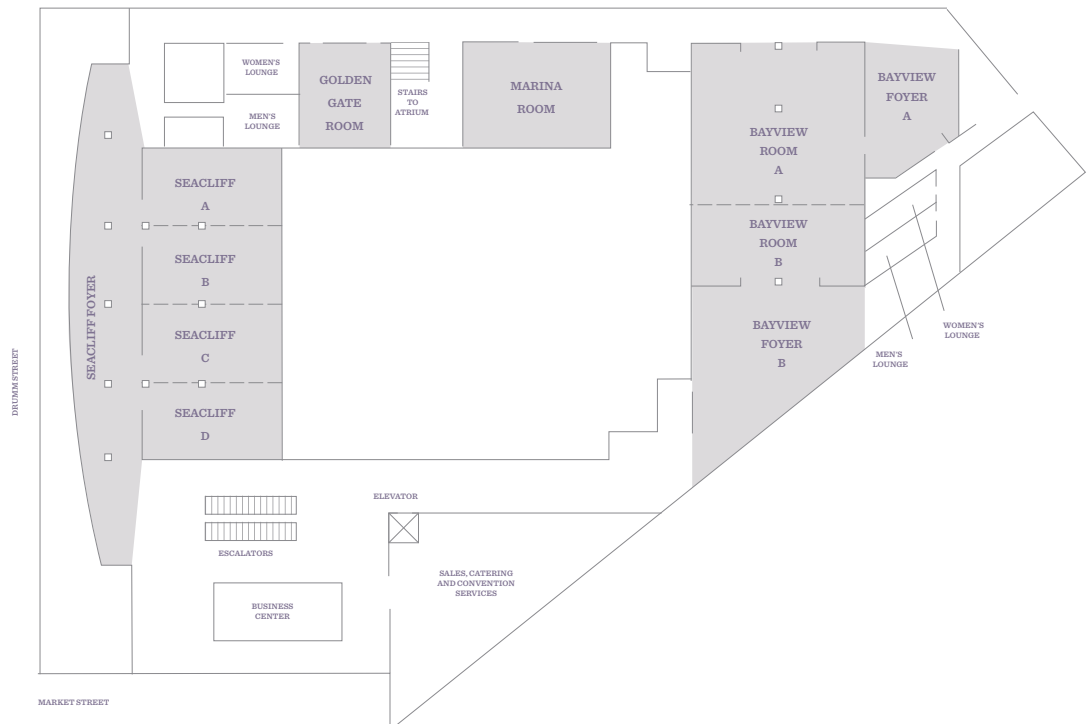 WOMEN'S
LOUNGE
MEN'S
LOUNGE
GOLDEN
GATE
ROOM
STAIRS
TO
ATRIUM
MARINA
ROOM
BAYVIEW
ROOM
A
BAYVIEW
FOYER
A
SEACLIFF
A
SEACLIFF
B
SEACLIFF
C
SEACLIFF
D
SEACLIFF FOYER
BAYVIEW
ROOM
B
BAYVIEW
FOYER
B
WOMEN'S
LOUNGE
MEN'S
LOUNGE
DRUMM STREET
ELEVATOR
ESCALATORS
SALES, CATERING
AND CONVENTION
SERVICES
BUSINESS
CENTER
MARKET STREET